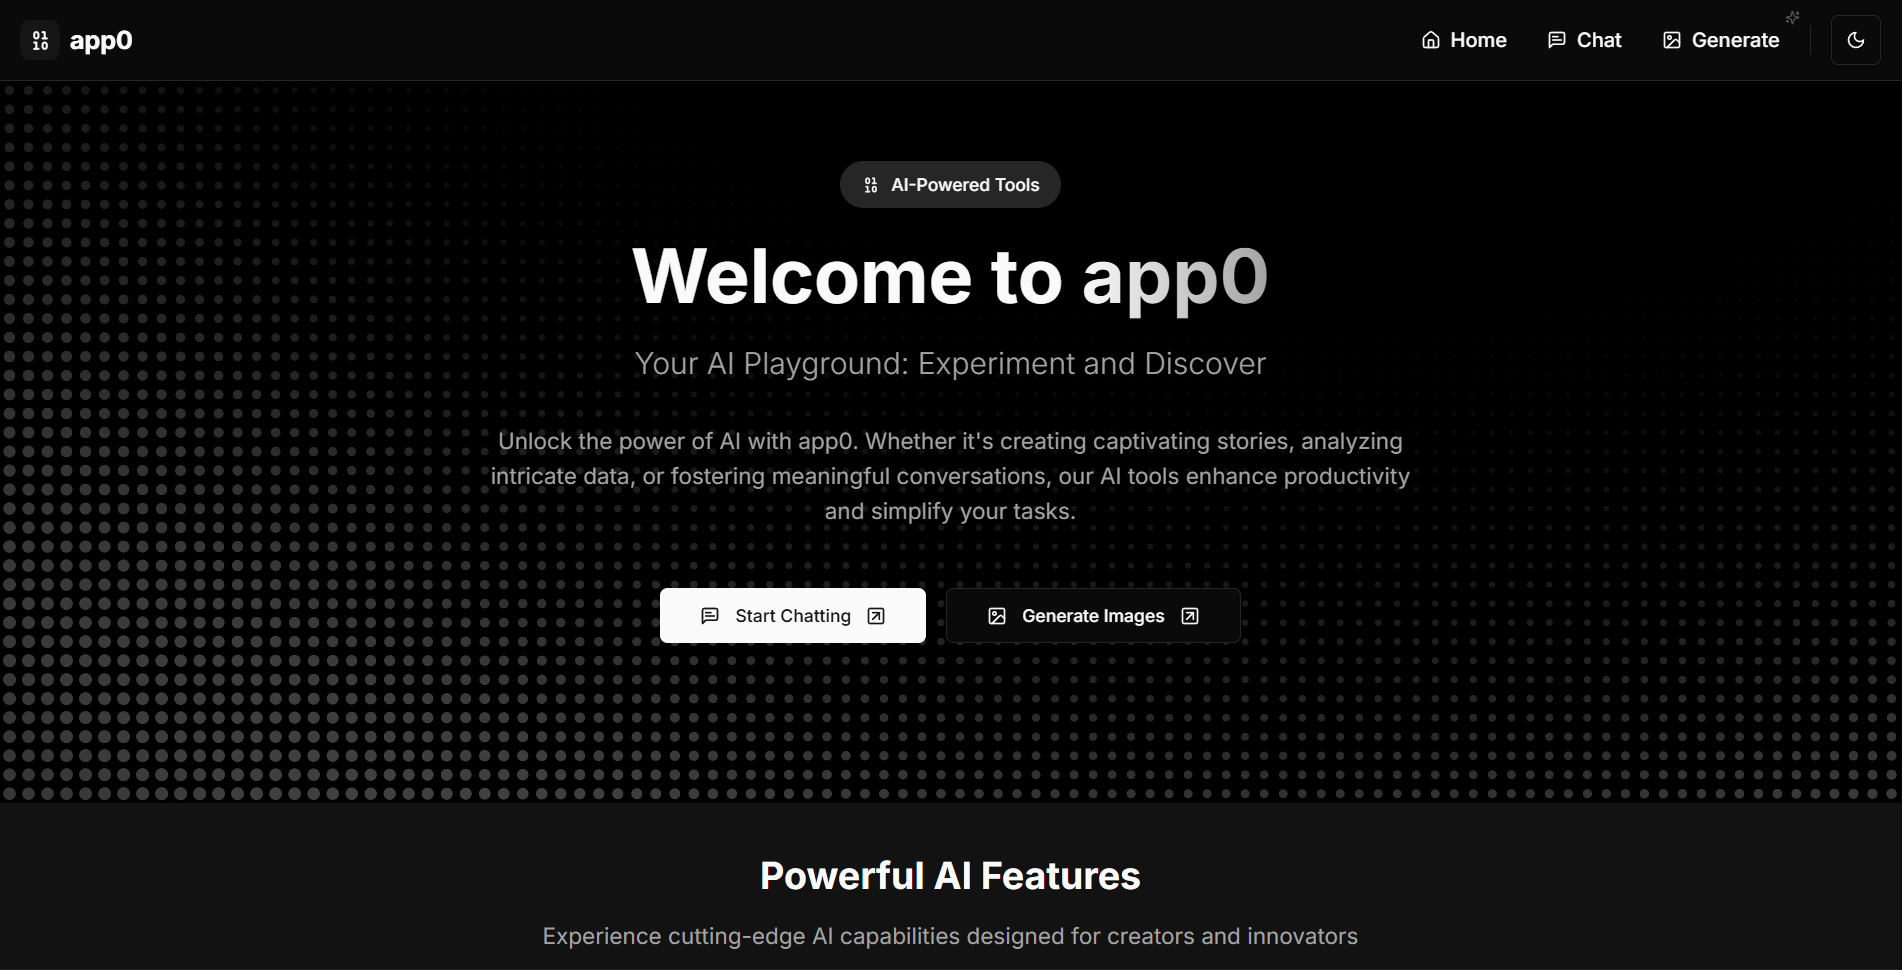 app0
Home
Chat
Generate
AI-Powered Tools
Welcome to app0
Your AI Playground: Experiment and Discover
Unlock the power of AI with app0. Whether it's creating captivating stories, analyzing
intricate data, or fostering meaningful conversations, our AI tools enhance productivity
and simplify your tasks.
Start Chatting
Generate Images
Powerful AI Features
Experience cutting-edge AI capabilities designed for creators and innovators